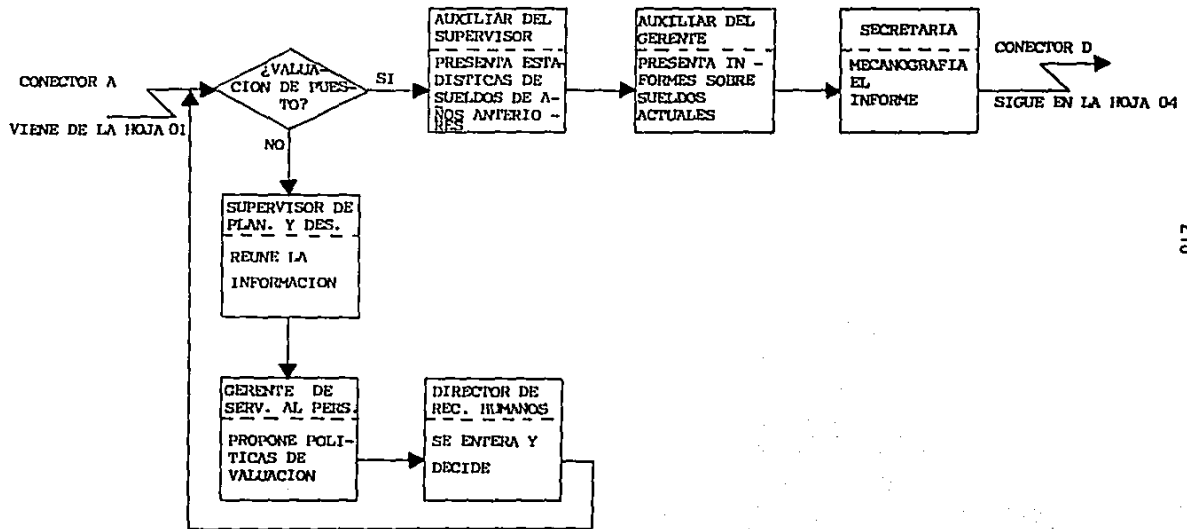 CONECTOR A
VIENE DE LA HOJA 01
¿VALUA-
CION DE PUES-
TO?
SI
NO
AUXILIAR DEL
SUPERVISOR
PRESENTA ESTA
DISTICAS DE
SUELDOS DE A-
ÑOS ANTERIO -
RES
AUXILIAR DEL
GERENTE
PRESENTA IN -
FORMES SOBRE
SUELDOS
ACTUALES
SECRETARIA
MECANOGRAFIA
EL
INFORME
CONECTOR D
SIGUE EN LA HOJA 04
SUPERVISOR DE
PLAN. Y DES.
REUNE LA
INFORMACION
GERENTE DE
SERV. AL PERS.
PROPONE POLI-
TICAS DE
VALUACION
DIRECTOR DE
REC. HUMANOS
SE ENTERA Y
DECIDE